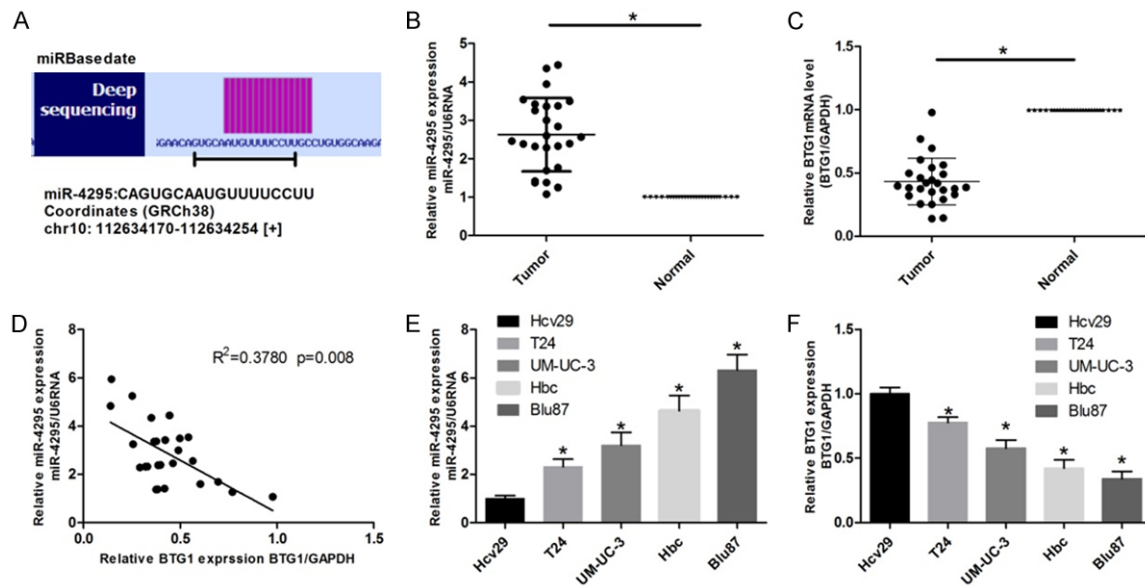 A
miRBase date
Deep
sequencing
GAACAGUGCAAUGUUUUCCUUGCCUGUGGCAAGA
miR-4295:CAGUGCAAUGUUUUCCUU
Coordinates (GRCh38)
chr10: 112634170-112634254 [+]
B
*
Relative miR-4295 expression
miR-4295/U6RNA
5
4
3
2
1
0
Tumor
Normal
C
*
Relative BTG1mRNA level
(BTG1/GAPDH)
1.5
1.0
0.5
0.0
Tumor
Normal
D
R²=0.3780 p=0.008
Relative miR-4295 expression
miR-4295/U6RNA
8
6
4
2
0
0.0
0.5
1.0
1.5
Relative BTG1 exprssion BTG1/GAPDH
E
Relative miR-4295 expression
miR-4295/U6RNA
8
6
4
2
0
Hcv29
T24
UM-UC-3
Hbc
Blu87
*
*
*
*
Hcv29
T24
UM-UC-3
Hbc
Blu87
F
Relative BTG1 expression
BTG1/GAPDH
1.5
1.0
0.5
0.0
Hcv29
T24
UM-UC-3
Hbc
Blu87
*
*
*
*
Hcv29
T24
UM-UC-3
Hbc
Blu87